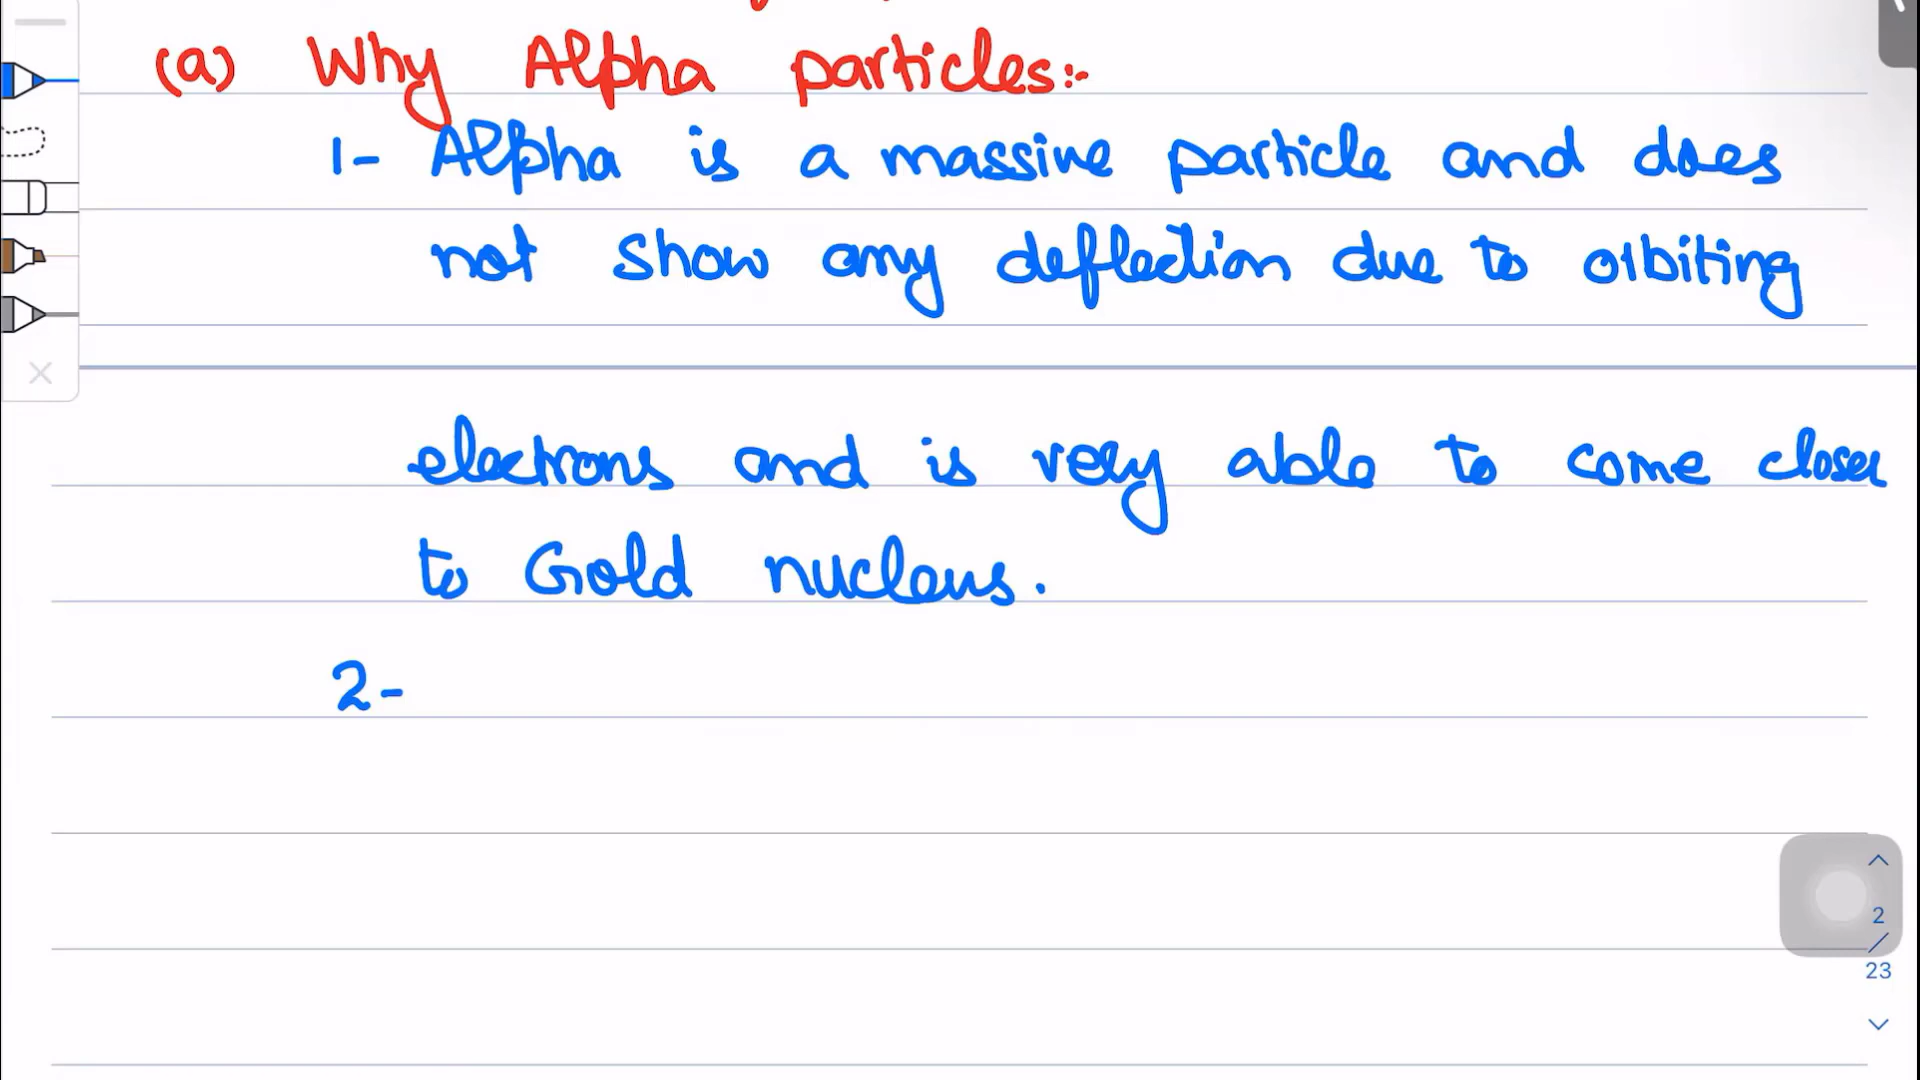 (a) Why Alpha particles:-
1- Alpha is a massive particle and does
not show any deflection due to orbiting
electrons and is very able to come closer
to Gold nucleus.
2-
2
/
23